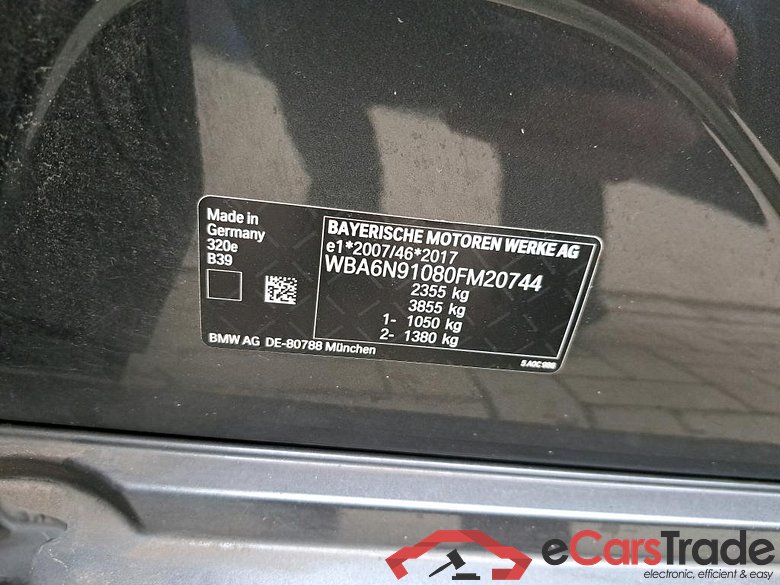 Made in
Germany
320e
B39
BAYERISCHE MOTOREN WERKE AG
e1*2007/46*2017
WBA6N91080FM20744
2355 kg
3855 kg
1- 1050 kg
2- 1380 kg
BMW AG DE-80788 München
eCarsTrade
electronic, efficient & easy